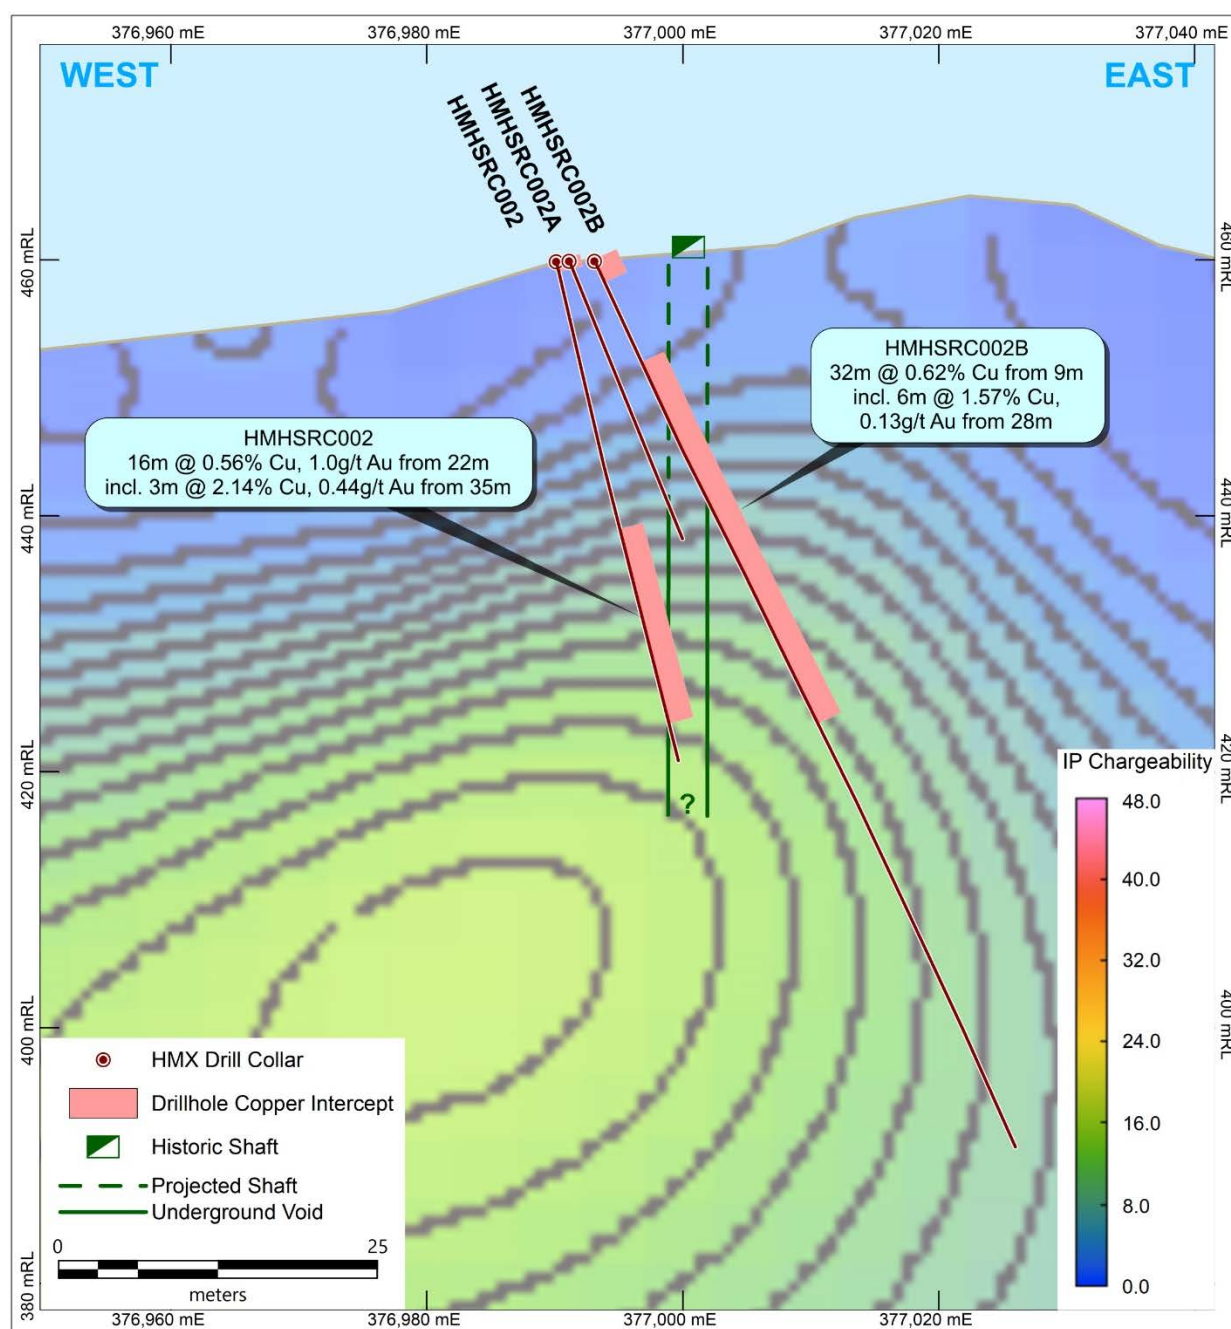 376,960 mE
376,980 mE
377,000 mE
377,020 mE
377,040 mE
WEST
EAST
HMHSRC002
HMHSRC002A
HMHSRC002B
460 mRL
460 mRL
HMHSRC002B
32m @ 0.62% Cu from 9m
incl. 6m @ 1.57% Cu,
0.13g/t Au from 28m
HMHSRC002
16m @ 0.56% Cu, 1.0g/t Au from 22m
incl. 3m @ 2.14% Cu, 0.44g/t Au from 35m
440 mRL
440 mRL
420 mRL
420 mRL
?
IP Chargeability
48.0
40.0
32.0
24.0
16.0
8.0
0.0
400 mRL
400 mRL
HMX Drill Collar
Drillhole Copper Intercept
Historic Shaft
Projected Shaft
Underground Void
0
25
meters
380 mRL
376,960 mE
376,980 mE
377,000 mE
377,020 mE